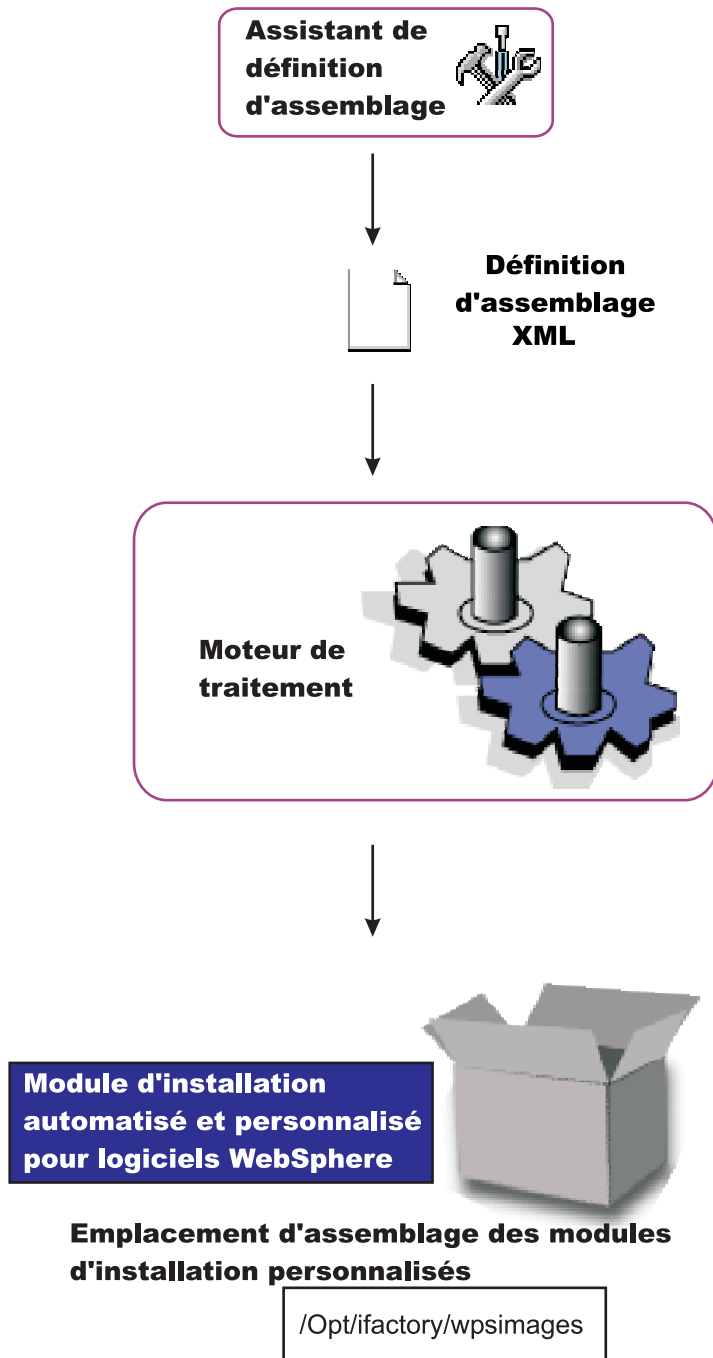 Assistant de
définition
d'assemblage
Définition
d'assemblage
XML
Moteur de
traitement
Module d'installation
automatisé et personnalisé
pour logiciels WebSphere
Emplacement d'assemblage des modules
d'installation personnalisés
/Opt/ifactory/wpsimages